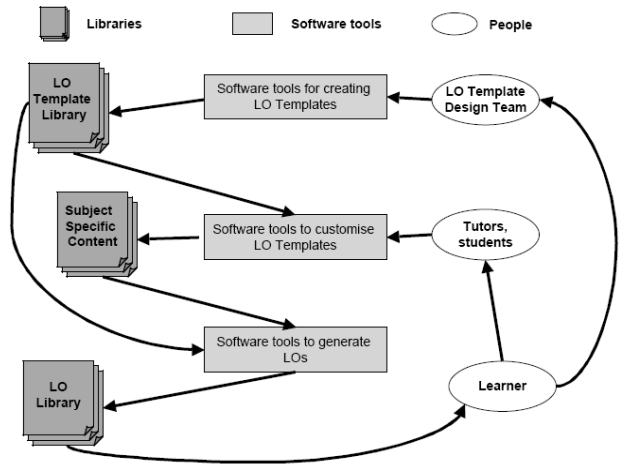 Libraries
Software tools
People
LO
Template
Library
Software tools for creating
LO Templates
LO Template
Design Team
Subject
Specific
Content
Software tools to customise
LO Templates
Tutors,
students
Software tools to generate
LOs
LO
Library
Learner